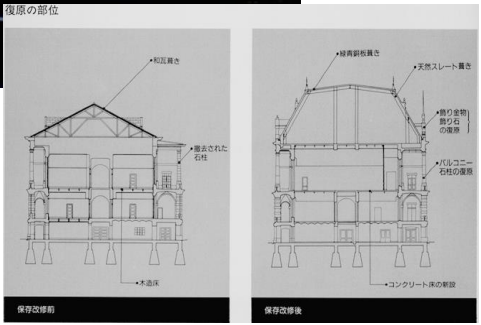 復原の部位
和瓦葺き
撤去された
石柱
木造床
保存改修前
緑青銅板葺き
天然スレート葺き
飾り金物
飾り石
の復原
バルコニー
石柱の復原
コンクリート床の新設
保存改修後